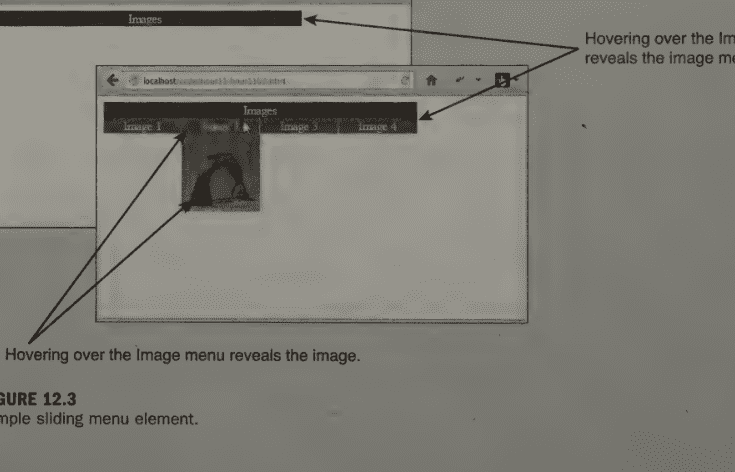 Images
Hovering over the Im
reveals the image me
localhost
Images
Image 1 Image 3 Image 4
Hovering over the Image menu reveals the image.
GURE 12.3
mple sliding menu element.